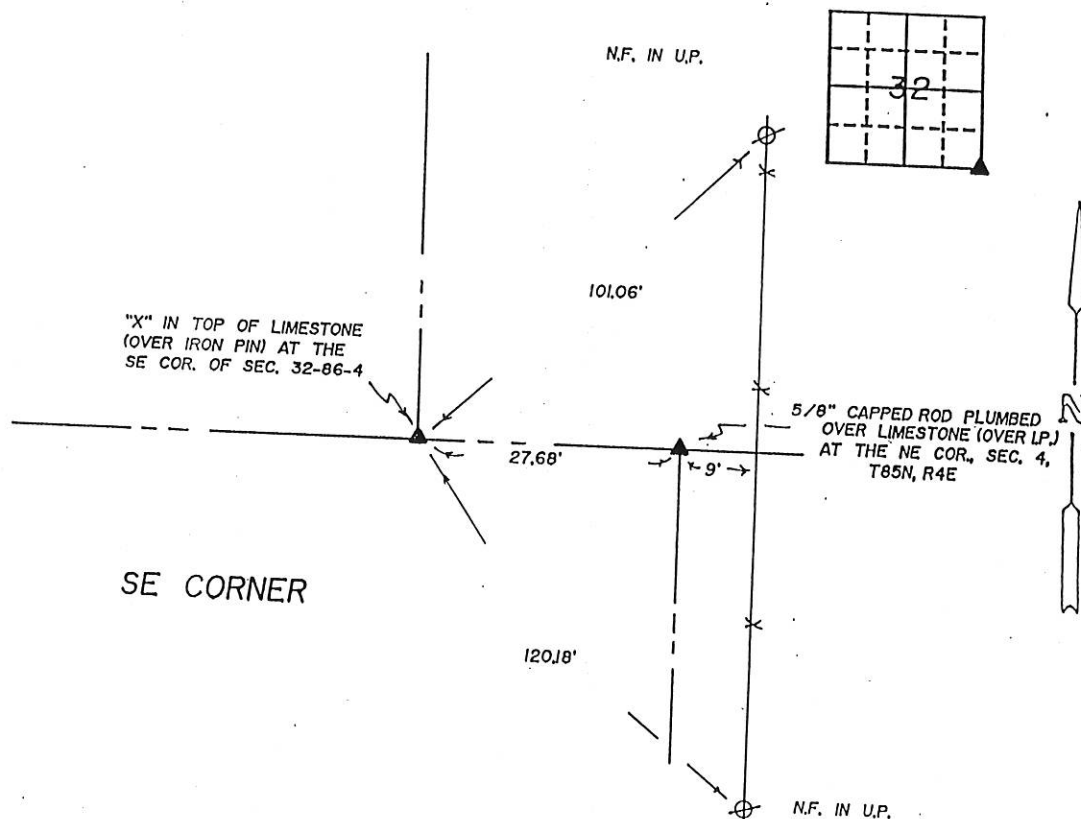 N.F. IN U.P.
32
101.06'
"X" IN TOP OF LIMESTONE
(OVER IRON PIN) AT THE
SE COR. OF SEC. 32-86-4
5/8" CAPPED ROD PLUMBED
OVER LIMESTONE (OVER I.P.)
AT THE NE COR., SEC. 4,
T85N, R4E
27.68'
9'
N
SE CORNER
120.18'
N.F. IN U.P.